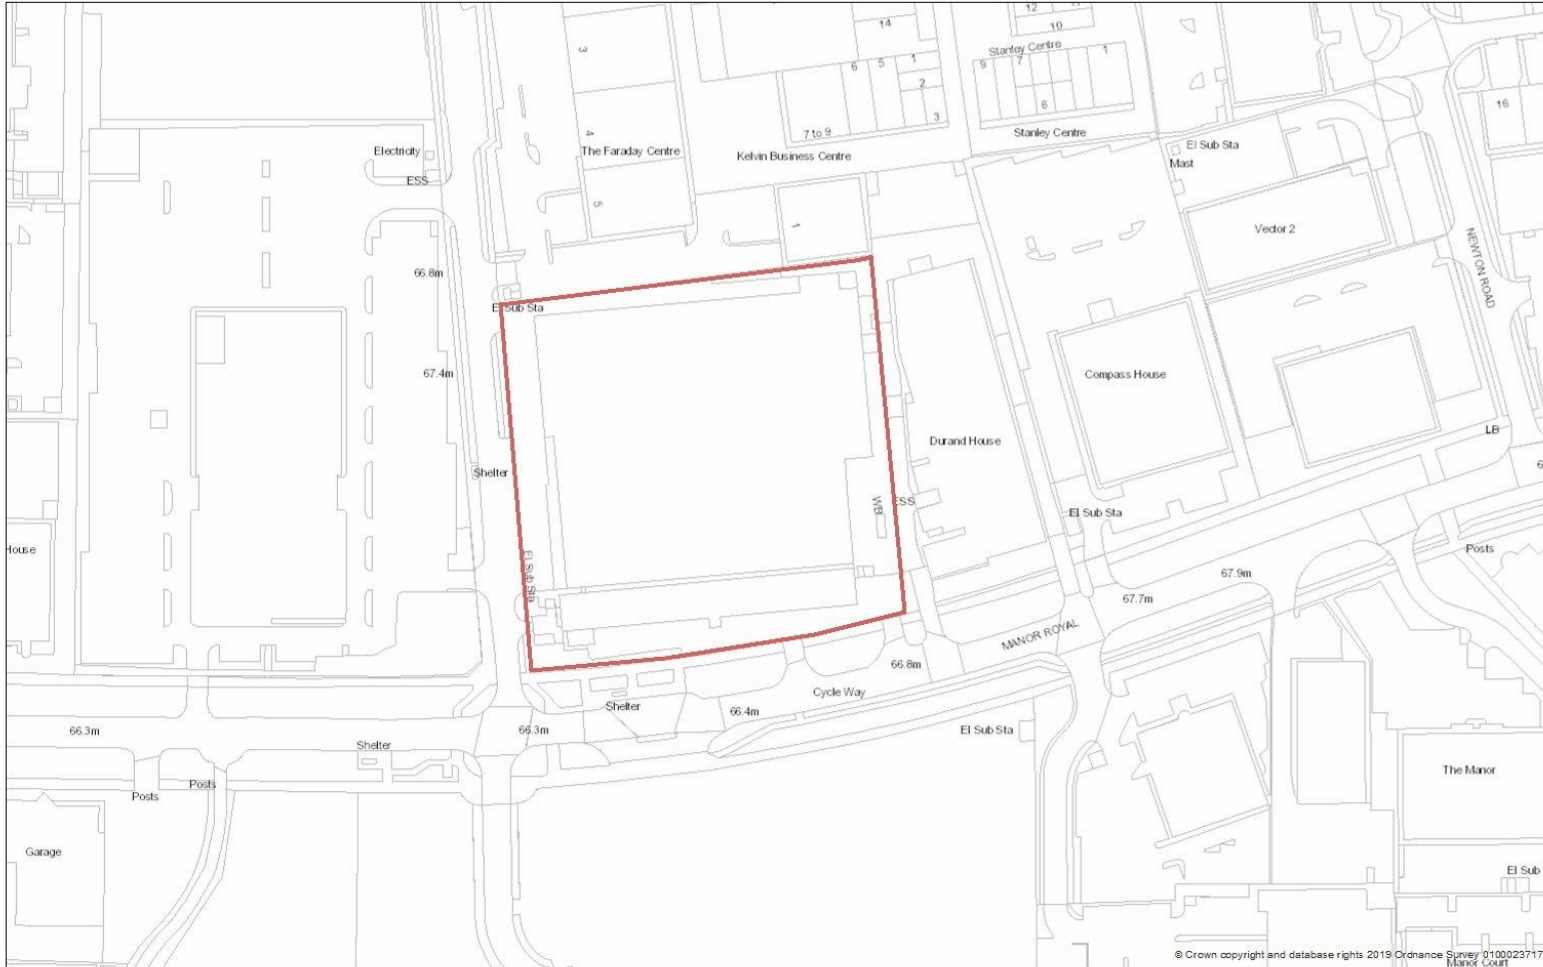 12
14
10
3
Stanley Centre
6
5
1
9
7
1
2
6
3
16
4
7 to 9
Stanley Centre
Electricity
The Faraday Centre
Kelvin Business Centre
El Sub Sta
Mast
ESS
5
1
Vector 2
NEWTON ROAD
66.8m
El Sub Sta
67.4m
Compass House
LB
Durand House
Shelter
WB
ESS
El Sub Sta
House
El Sub Sta
Posts
67.9m
67.7m
MANOR ROYAL
66.8m
Cycle Way
Shelter
66.4m
66.3m
66.3m
El Sub Sta
Shelter
The Manor
Posts
Posts
Garage
El Sub
© Crown copyright and database rights 2019 Ordnance Survey 0100023717
Manor Court